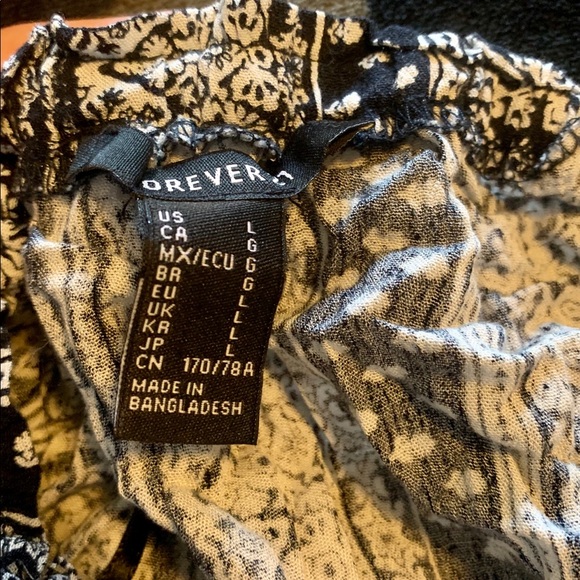 OREVER
US L
CA G
MX/ECU G
BR G
EU L
UK L
KR L
JP L
CN 170/78A
MADE IN
BANGLADESH